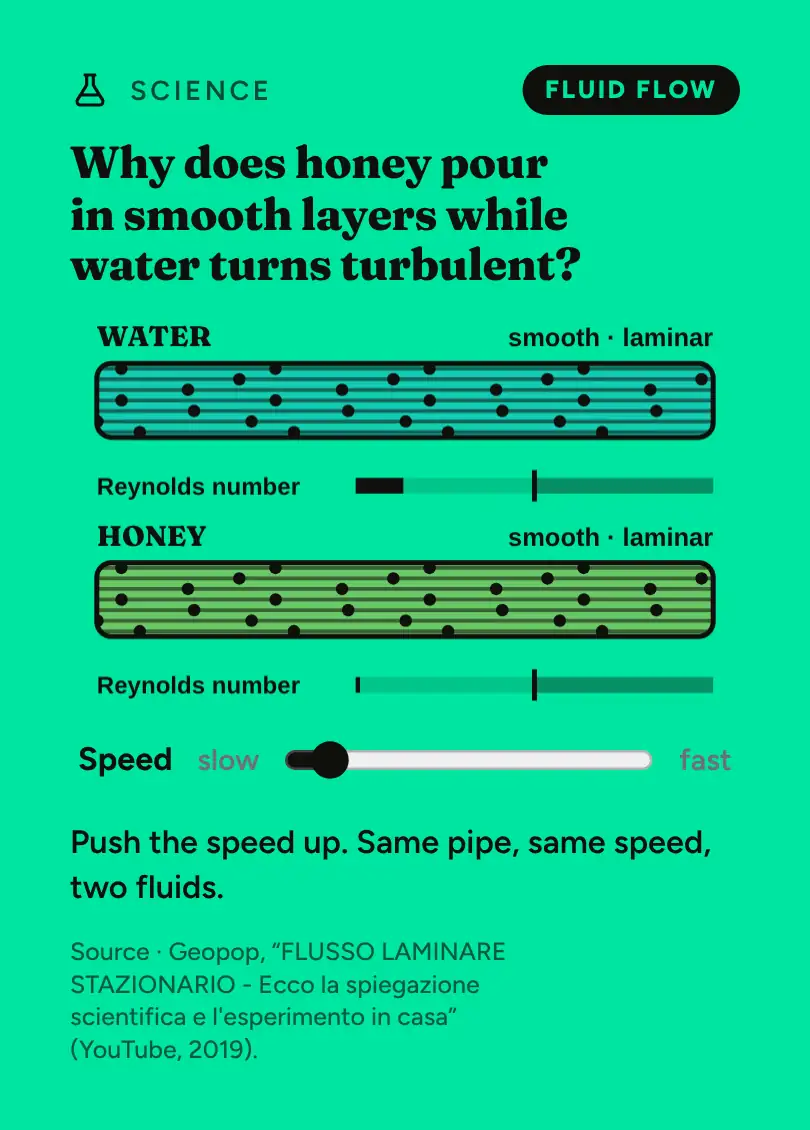 SCIENCE
FLUID FLOW
Why does honey pour
in smooth layers while
water turns turbulent?
WATER
smooth · laminar
Reynolds number
HONEY
smooth · laminar
Reynolds number
Speed slow fast
Push the speed up. Same pipe, same speed,
two fluids.
Source · Geopop, “FLUSSO LAMINARE
STAZIONARIO - Ecco la spiegazione
scientifica e l'esperimento in casa”
(YouTube, 2019).